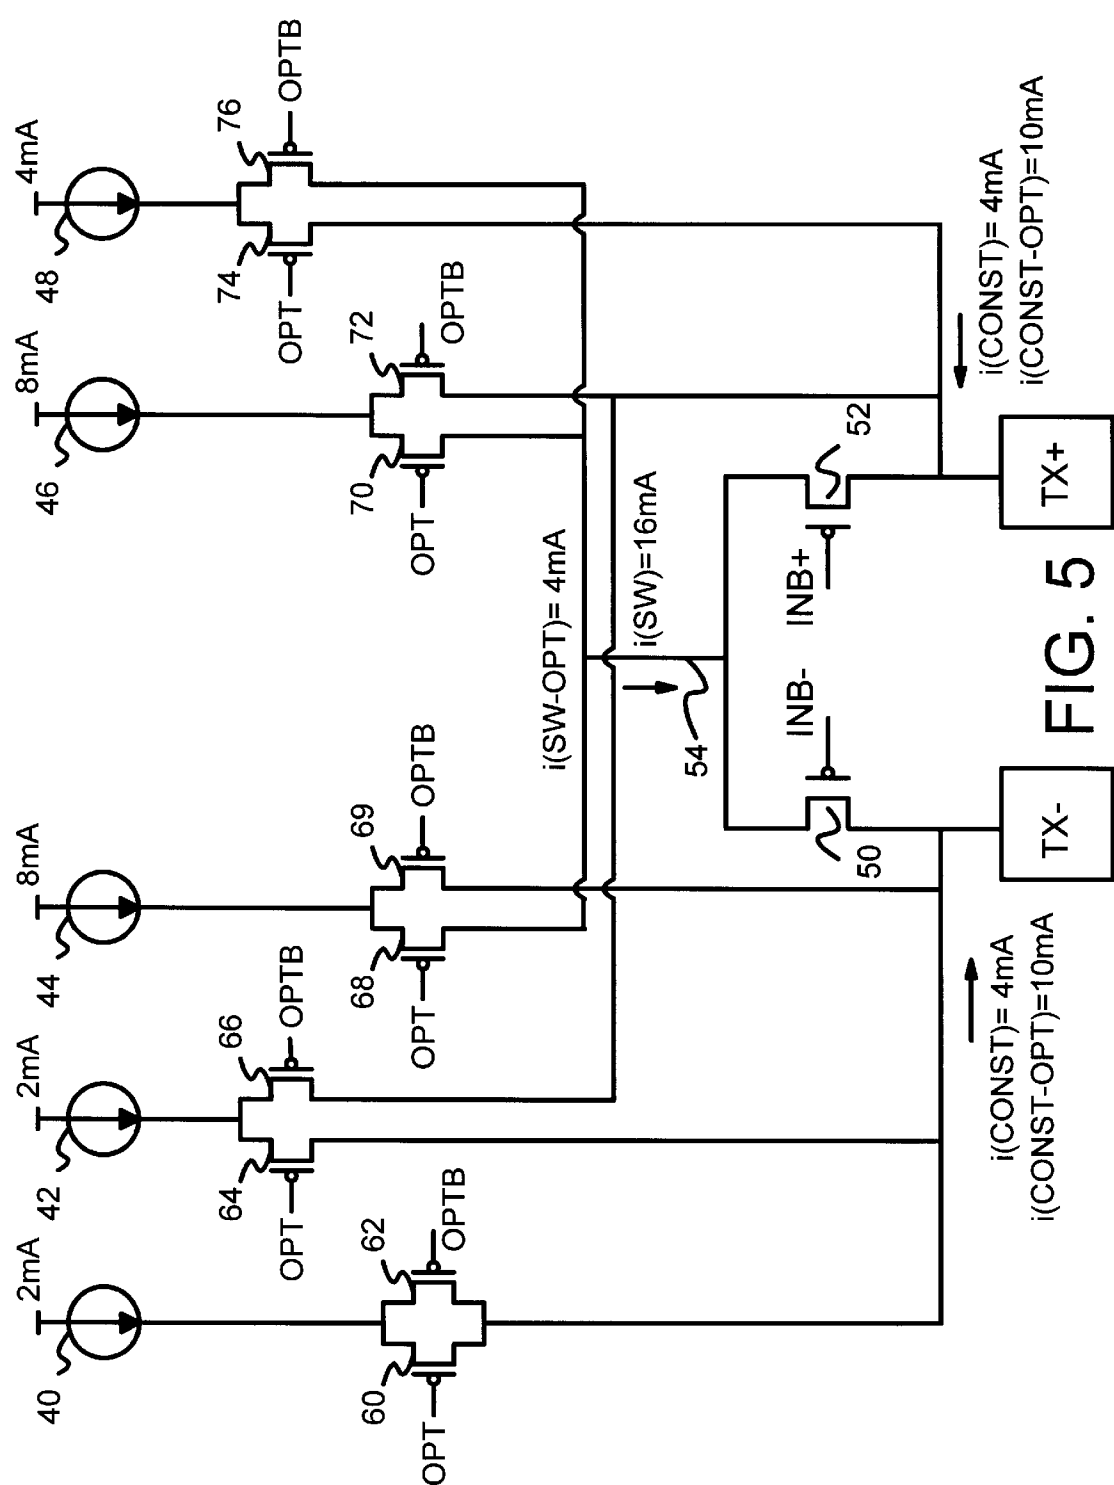 4mA
48
76
OPTB
74
OPT
8mA
46
72
OPTB
70
OPT
8mA
44
69
OPTB
68
OPT
2mA
42
66
OPTB
64
OPT
2mA
40
62
OPTB
60
OPT
i(SW-OPT)= 4mA
i(SW)=16mA
54
52
INB+
INB-
50
i(CONST)= 4mA
i(CONST-OPT)=10mA
TX+
TX-
i(CONST)= 4mA
i(CONST-OPT)=10mA
FIG. 5